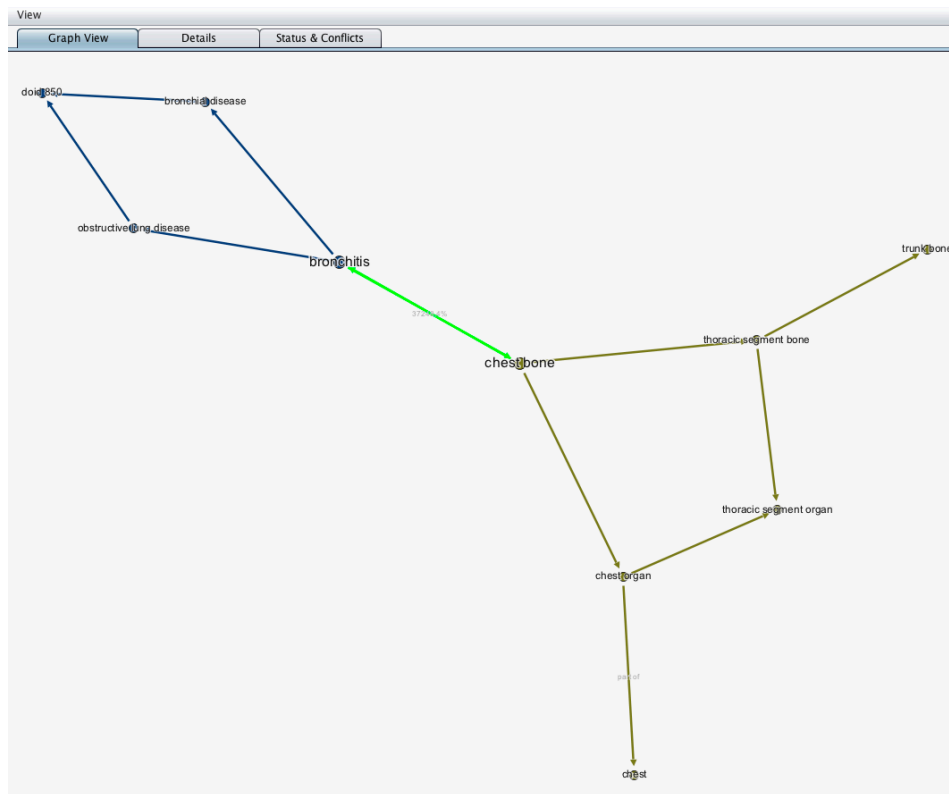 View
Graph View
Details
Status & Conflicts
bronchial disease
obstructive lung disease
bronchitis
trunk bone
thoracic segment bone
chest bone
thoracic segment organ
chest organ
part of
chest